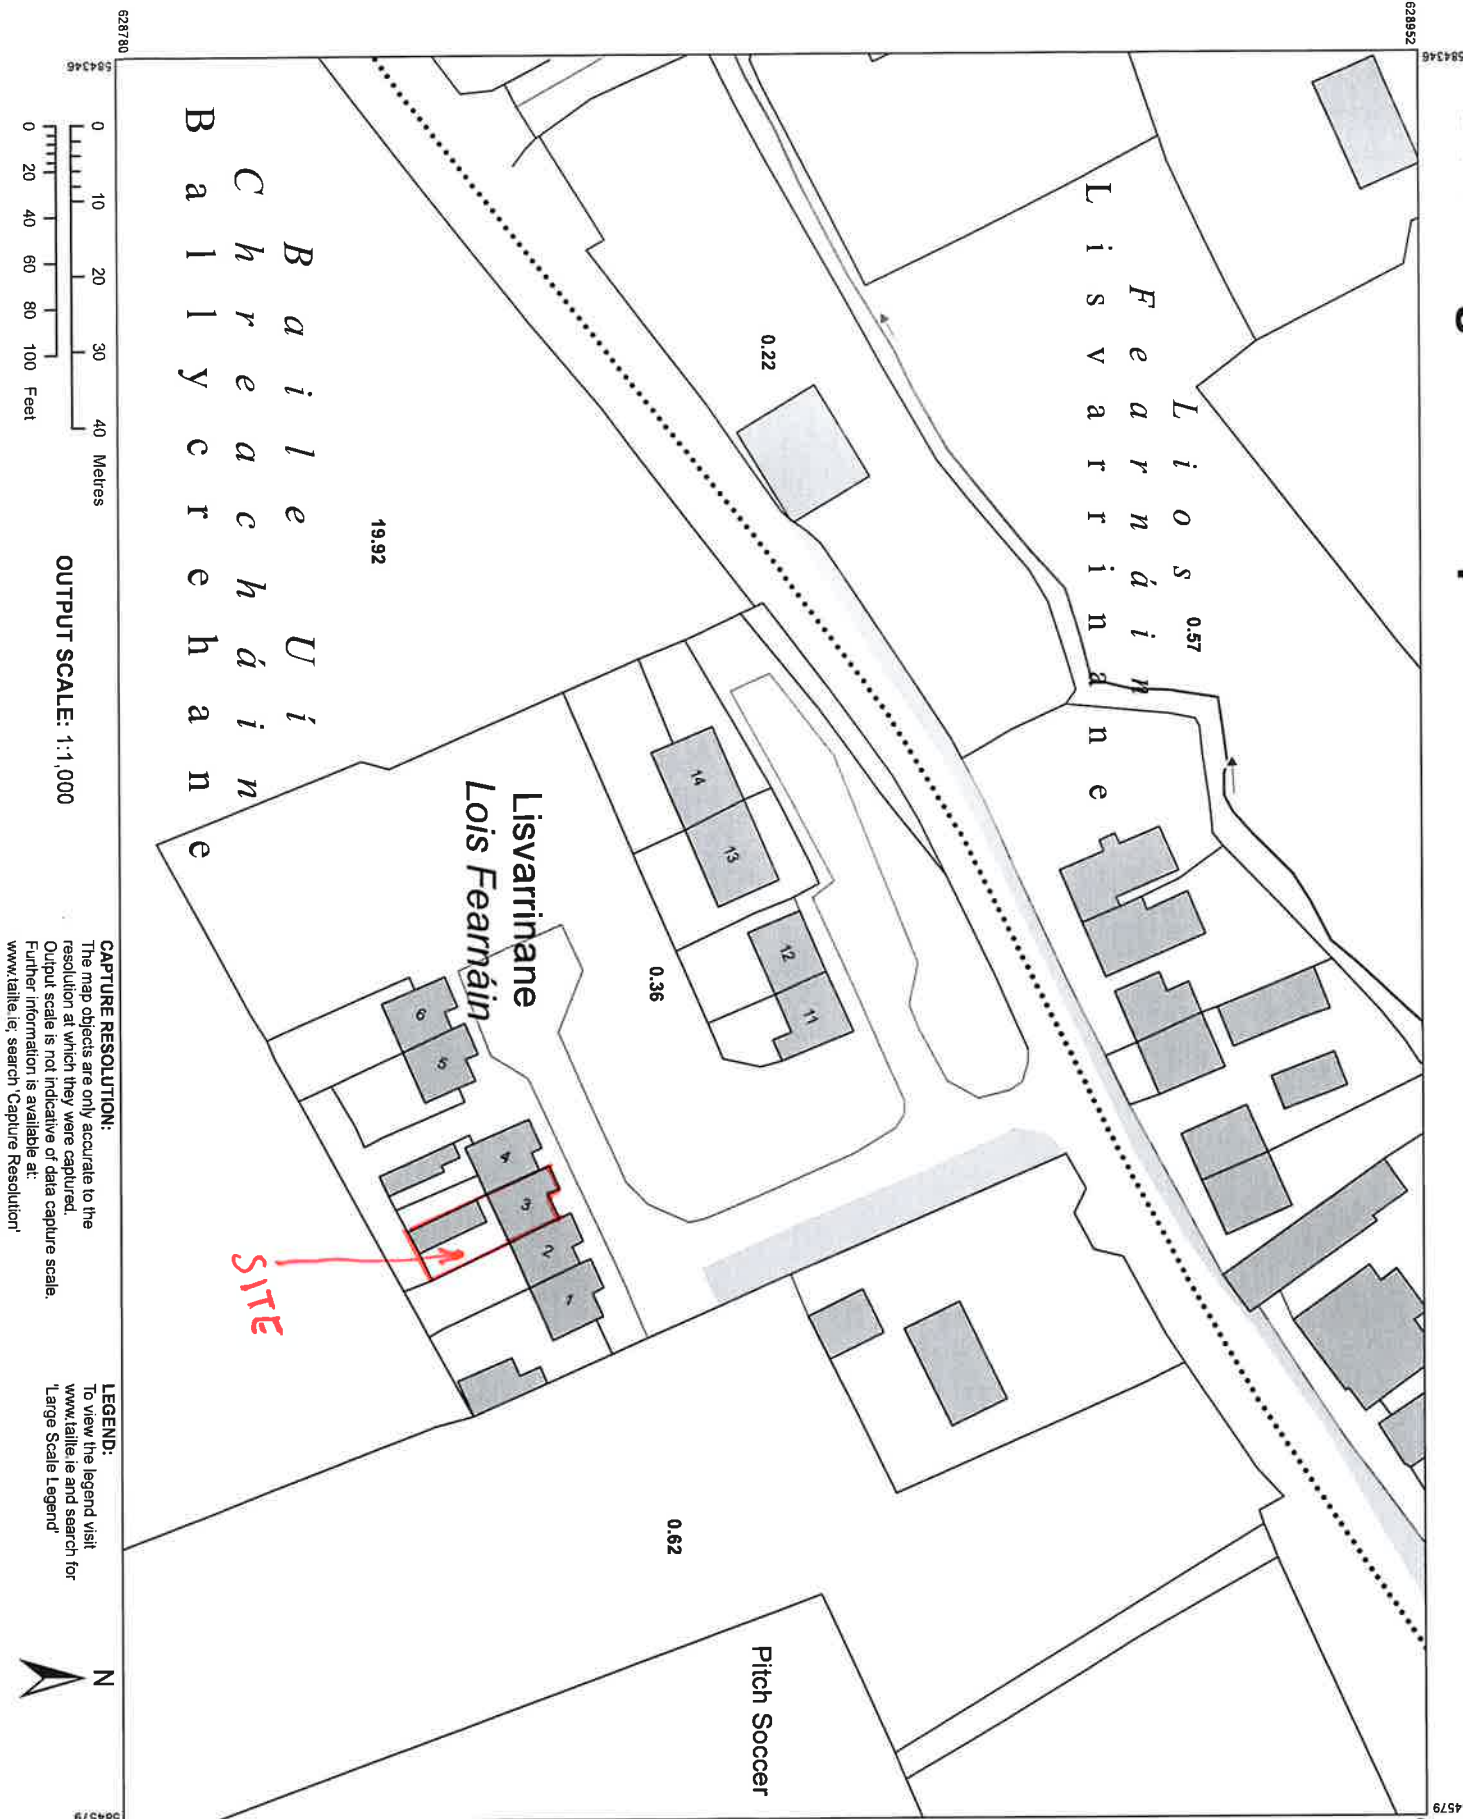 628780
628952
584346
584346
Lios
Fearnáin
Lisvarrinane
0.57
0.22
Baile Uí
Chreacháin
Ballycrehane
19.92
14
13
12
11
0.36
Lisvarrinane
Lois Fearnáin
6
5
4
3
2
1
SITE
0.62
Pitch Soccer
0 10 20 30 40 Metres
0 20 40 60 80 100 Feet
OUTPUT SCALE: 1:1,000
CAPTURE RESOLUTION:
The map objects are only accurate to the
resolution at which they were captured.
Output scale is not indicative of data capture scale.
Further information is available at:
www.tailte.ie; search 'Capture Resolution'
LEGEND:
To view the legend visit
www.tailte.ie and search for
'Large Scale Legend'
N
4579